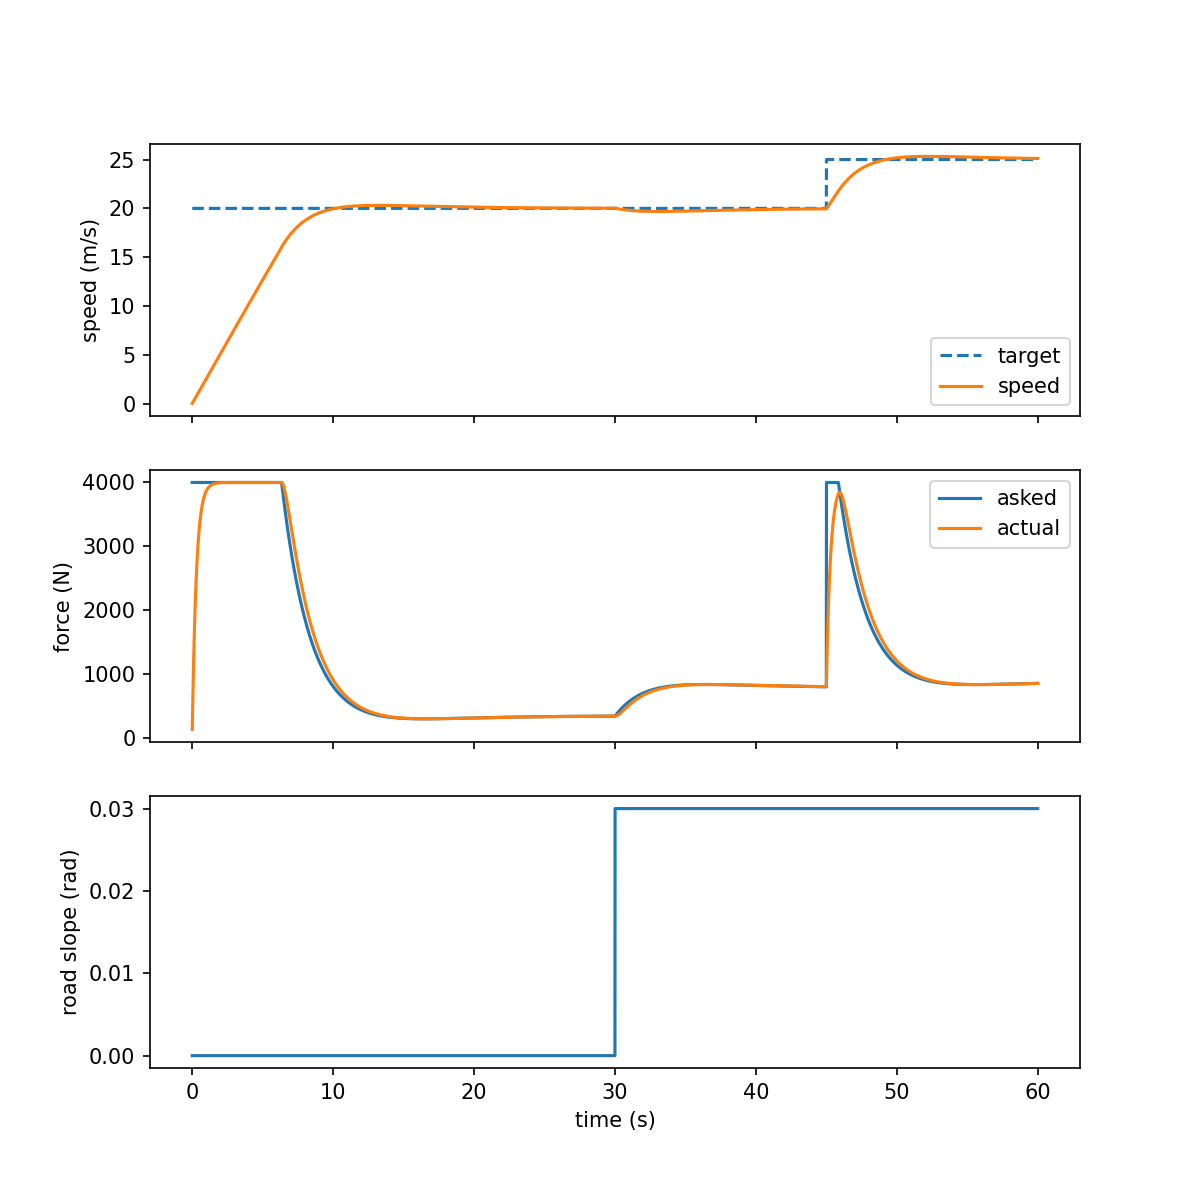 25
20
15
10
5
0
speed (m/s)
target
speed
4000
3000
2000
1000
0
force (N)
asked
actual
0.03
0.02
0.01
0.00
road slope (rad)
0 10 20 30 40 50 60
time (s)